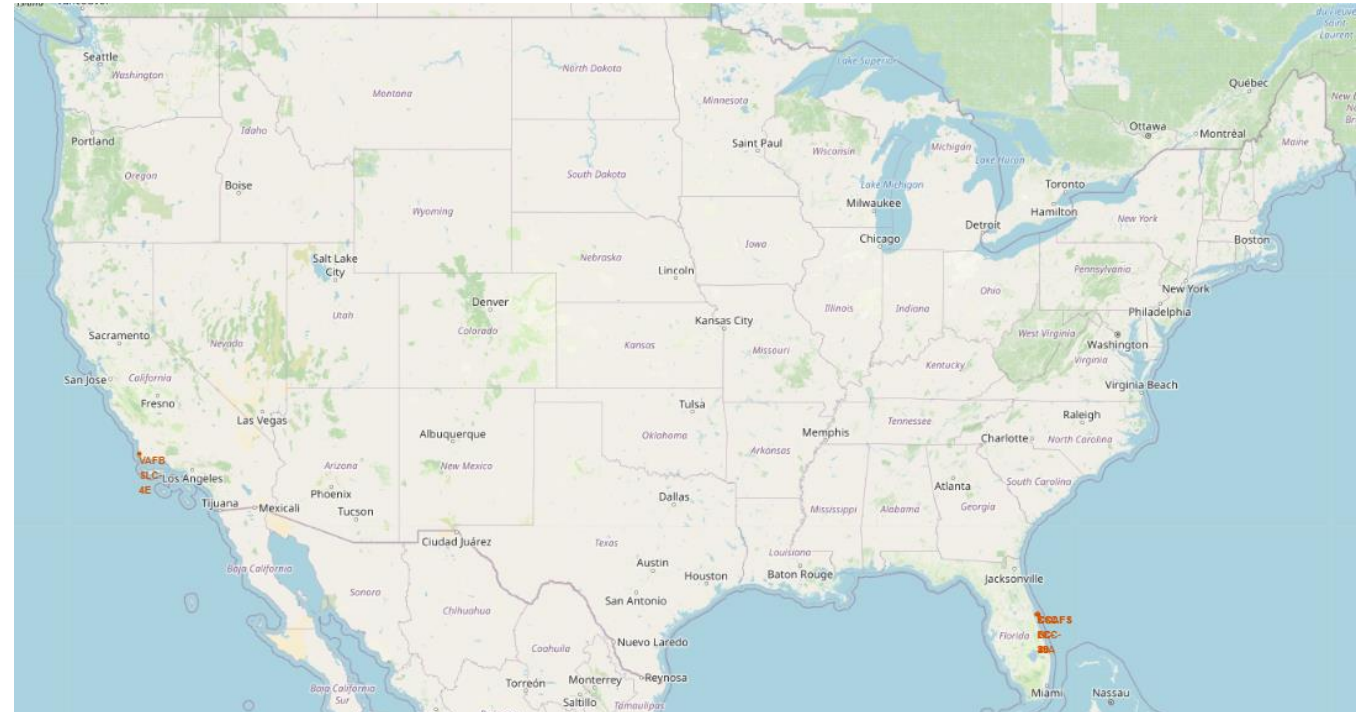 Seattle
Washington
Montana
North Dakota
Minnesota
Lake Superior
Québec
Portland
Idaho
Saint Paul
Wisconsin
Michigan
Ottawa
Montréal
Maine
Lake Huron
Oregon
Boise
South Dakota
Lake Michigan
Toronto
Wyoming
Milwaukee
Hamilton
New York
Detroit
Chicago
Boston
Iowa
Salt Lake
City
Nebraska
Lincoln
Pennsylvania
New York
Denver
Ohio
Utah
Illinois
Indiana
Philadelphia
Colorado
Kansas City
Sacramento
Nevada
Kansas
Missouri
West Virginia
Washington
Virginia
Kentucky
San Jose
California
Virginia Beach
Fresno
Tulsa
Las Vegas
Raleigh
Albuquerque
Oklahoma
Memphis
Tennessee
Charlotte
North Carolina
Arkansas
VAFB
SLC-
4E
Los Angeles
Arizona
New Mexico
Phoenix
Atlanta
South Carolina
Tijuana
Mexicali
Tucson
Dallas
Mississippi
Alabama
Georgia
Ciudad Juárez
Texas
Louisiana
Austin
Baja California
Houston
Baton Rouge
Jacksonville
Sonora
San Antonio
Chihuahua
Florida
Coahuila
Nuevo Laredo
Torreón
Monterrey
Reynosa
Baja California
Sur
Saltillo
Tamaulipas
Miami
Nassau